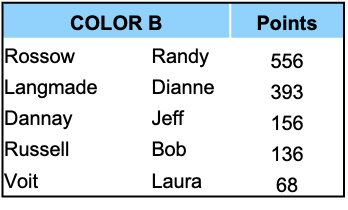 COLOR B Points
Rossow Randy 556
Langmade Dianne 393
Dannay Jeff 156
Russell Bob 136
Voit Laura 68